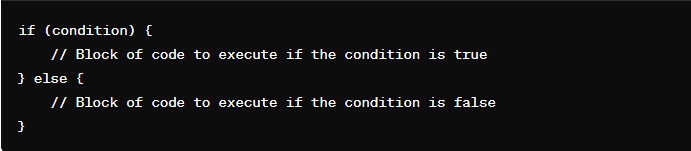 if (condition) {
    // Block of code to execute if the condition is true
} else {
    // Block of code to execute if the condition is false
}